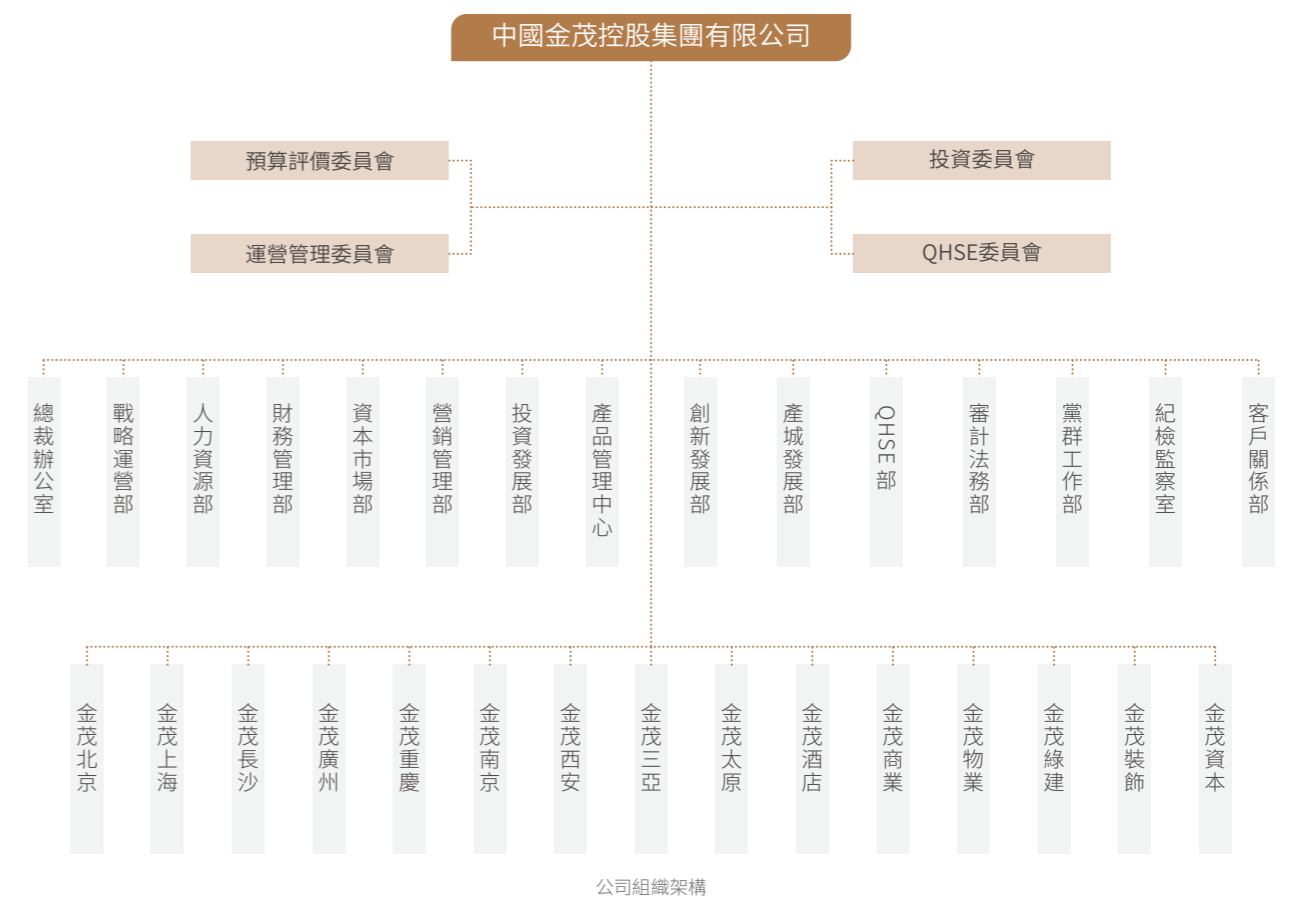 中國金茂控股集團有限公司
預算評價委員會
投資委員會
運營管理委員會
QHSE委員會
總裁辦公室
戰略運營部
人力資源部
財務管理部
資本市場部
營銷管理部
投資發展部
產品管理中心
創新發展部
產城發展部
QHSE部
審計法務部
黨群工作部
紀檢監察室
客戶關係部
金茂北京
金茂上海
金茂長沙
金茂廣州
金茂重慶
金茂南京
金茂西安
金茂三亞
金茂太原
金茂酒店
金茂商業
金茂物業
金茂綠建
金茂裝飾
金茂資本
公司組織架構